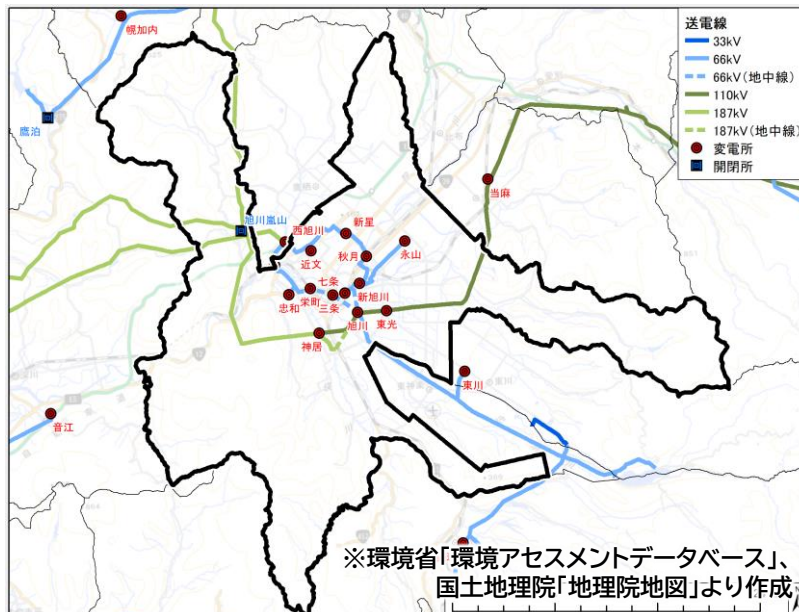 送電線
33kV
66kV
66kV(地中線)
110kV
187kV
187kV(地中線)
変電所
開閉所
幌加内
鷹泊
当麻
旭川嵐山
西旭川
新星
永山
近文
秋月
七条
新旭川
忠和
栄町
三条
旭川
東光
神居
東川
音江
※環境省「環境アセスメントデータベース」、
国土地理院「地理院地図」より作成